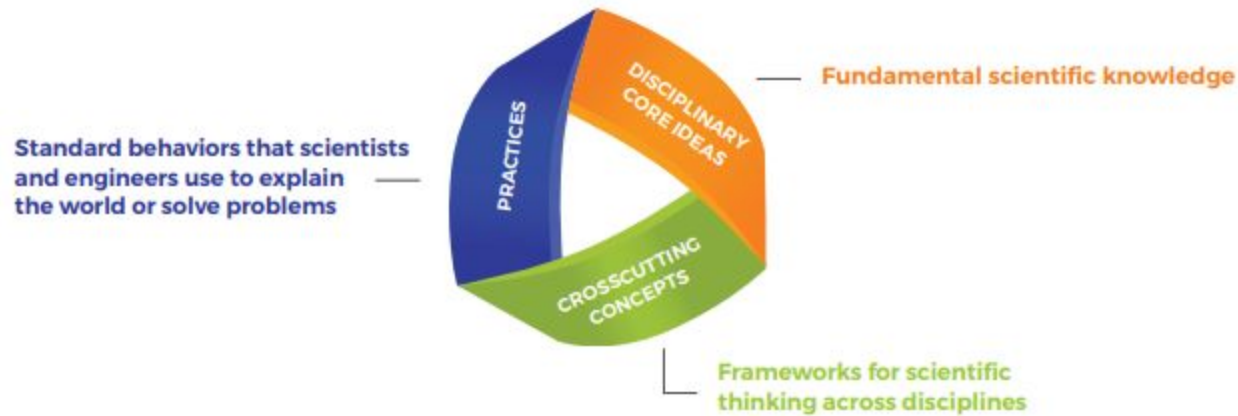 DISCIPLINARY
CORE IDEAS
Fundamental scientific knowledge
PRACTICES
Standard behaviors that scientists
and engineers use to explain
the world or solve problems
CROSSCUTTING
CONCEPTS
Frameworks for scientific
thinking across disciplines